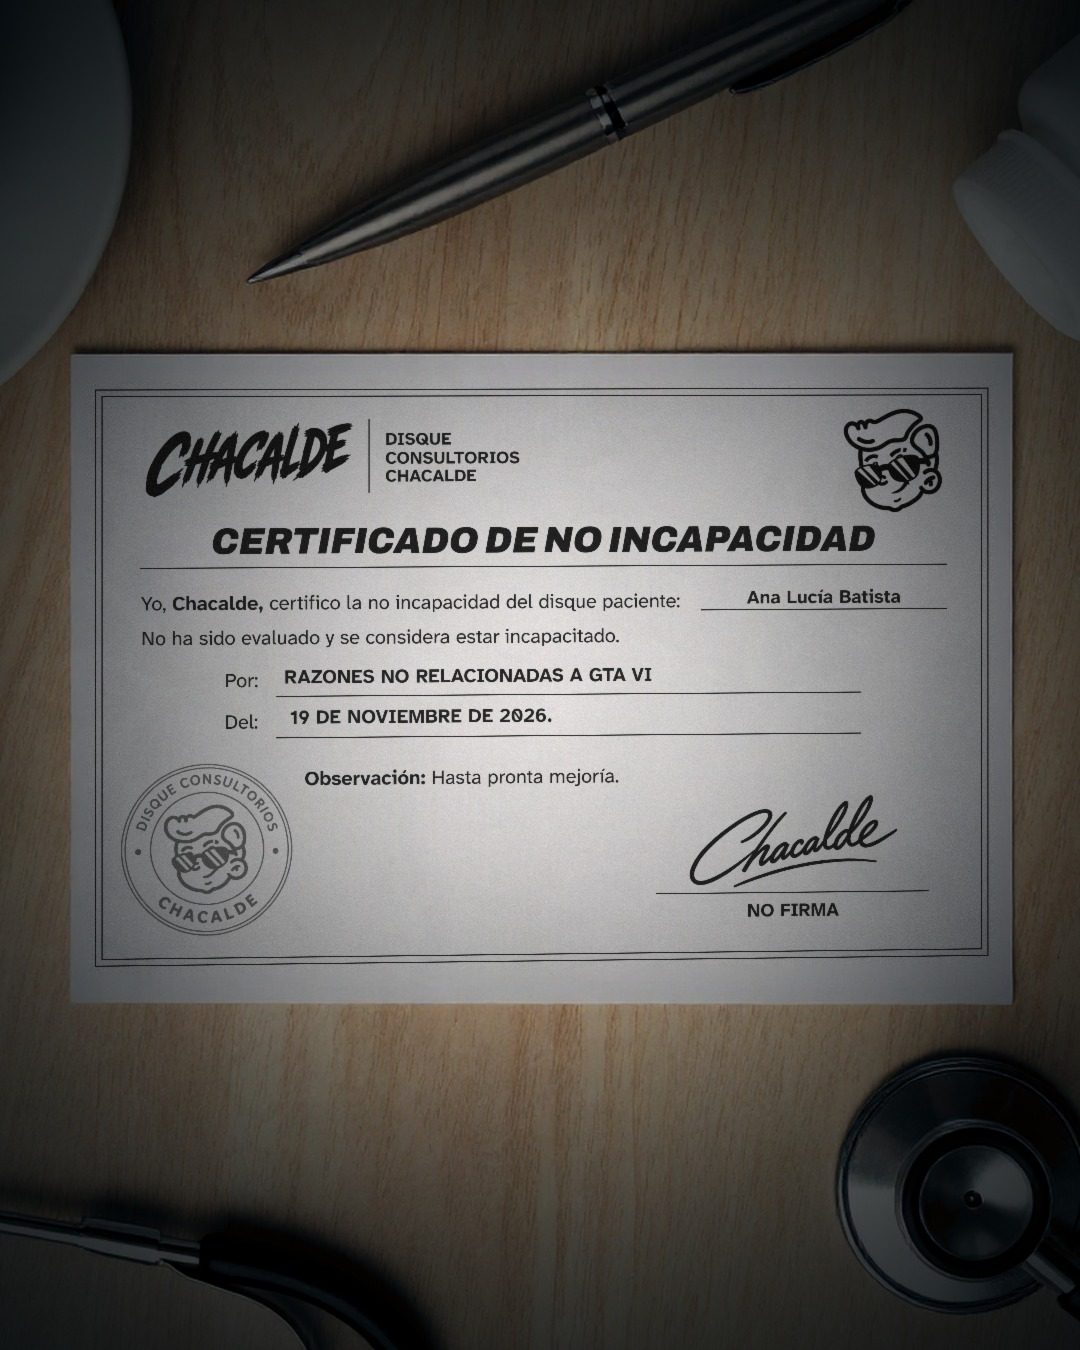 CHACALDE
DISQUE
CONSULTORIOS
CHACALDE
CERTIFICADO DE NO INCAPACIDAD
Yo, Chacalde, certifico la no incapacidad del disque paciente: Ana Lucía Batista
No ha sido evaluado y se considera estar incapacitado.
Por: RAZONES NO RELACIONADAS A GTA VI
Del: 19 DE NOVIEMBRE DE 2026.
Observación: Hasta pronta mejoría.
DISQUE CONSULTORIOS
CHACALDE
Chacalde
NO FIRMA